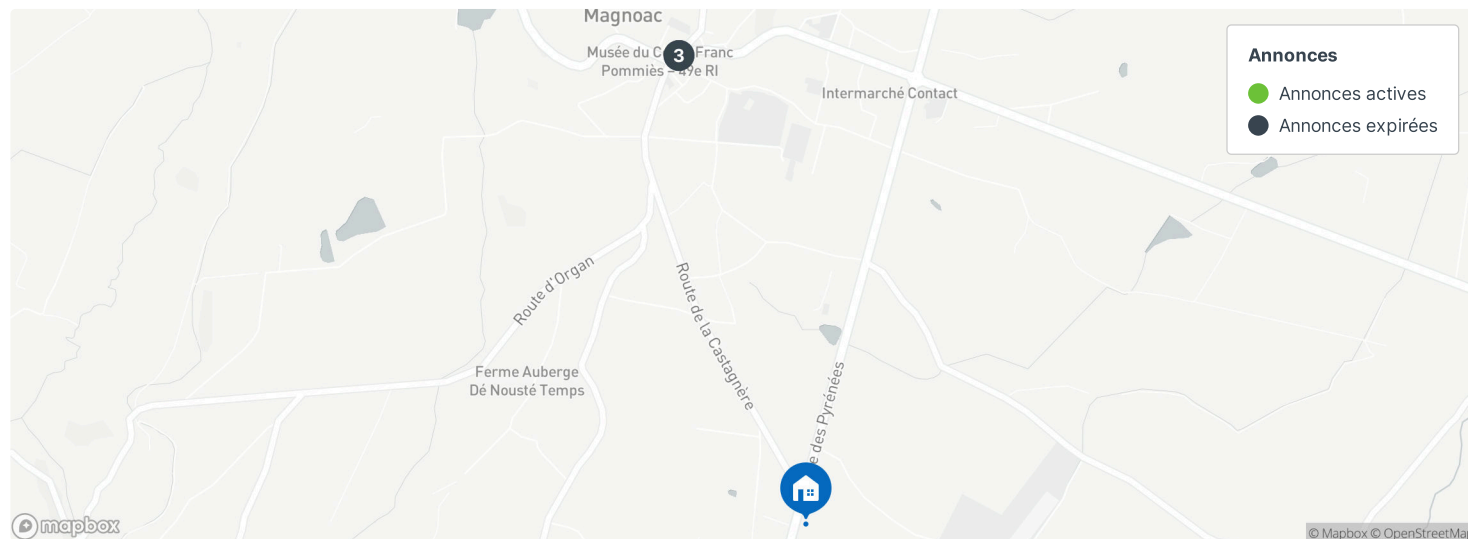 Magnoac
Musée du C Franc
Pommiès – 49e RI
3
Intermarché Contact
Annonces
Annonces actives
Annonces expirées
Route d'Organ
Route de la Castagnère
e des Pyrénées
Ferme Auberge
Dé Nousté Temps
mapbox
© Mapbox © OpenStreetMap